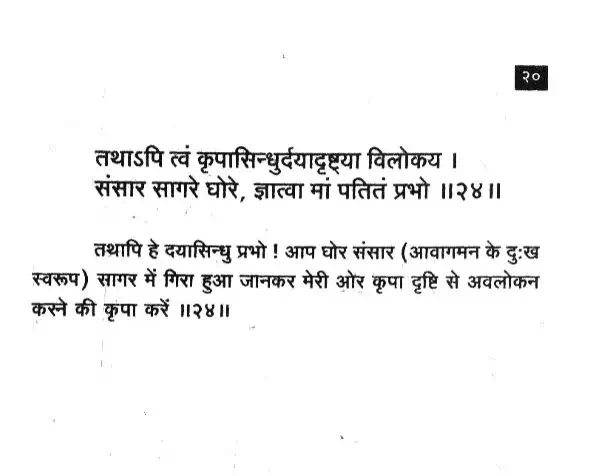 २०
तथाऽपि त्वं कृपासिन्धुर्दयादृष्ट्या विलोकय ।
संसार सागरे घोरे, ज्ञात्वा मां पतितं प्रभो ॥२४॥
तथापि हे दयासिन्धु प्रभो ! आप घोर संसार (आवागमन के दुःख
स्वरूप) सागर में गिरा हुआ जानकर मेरी ओर कृपा दृष्टि से अवलोकन
करने की कृपा करें ॥२४॥